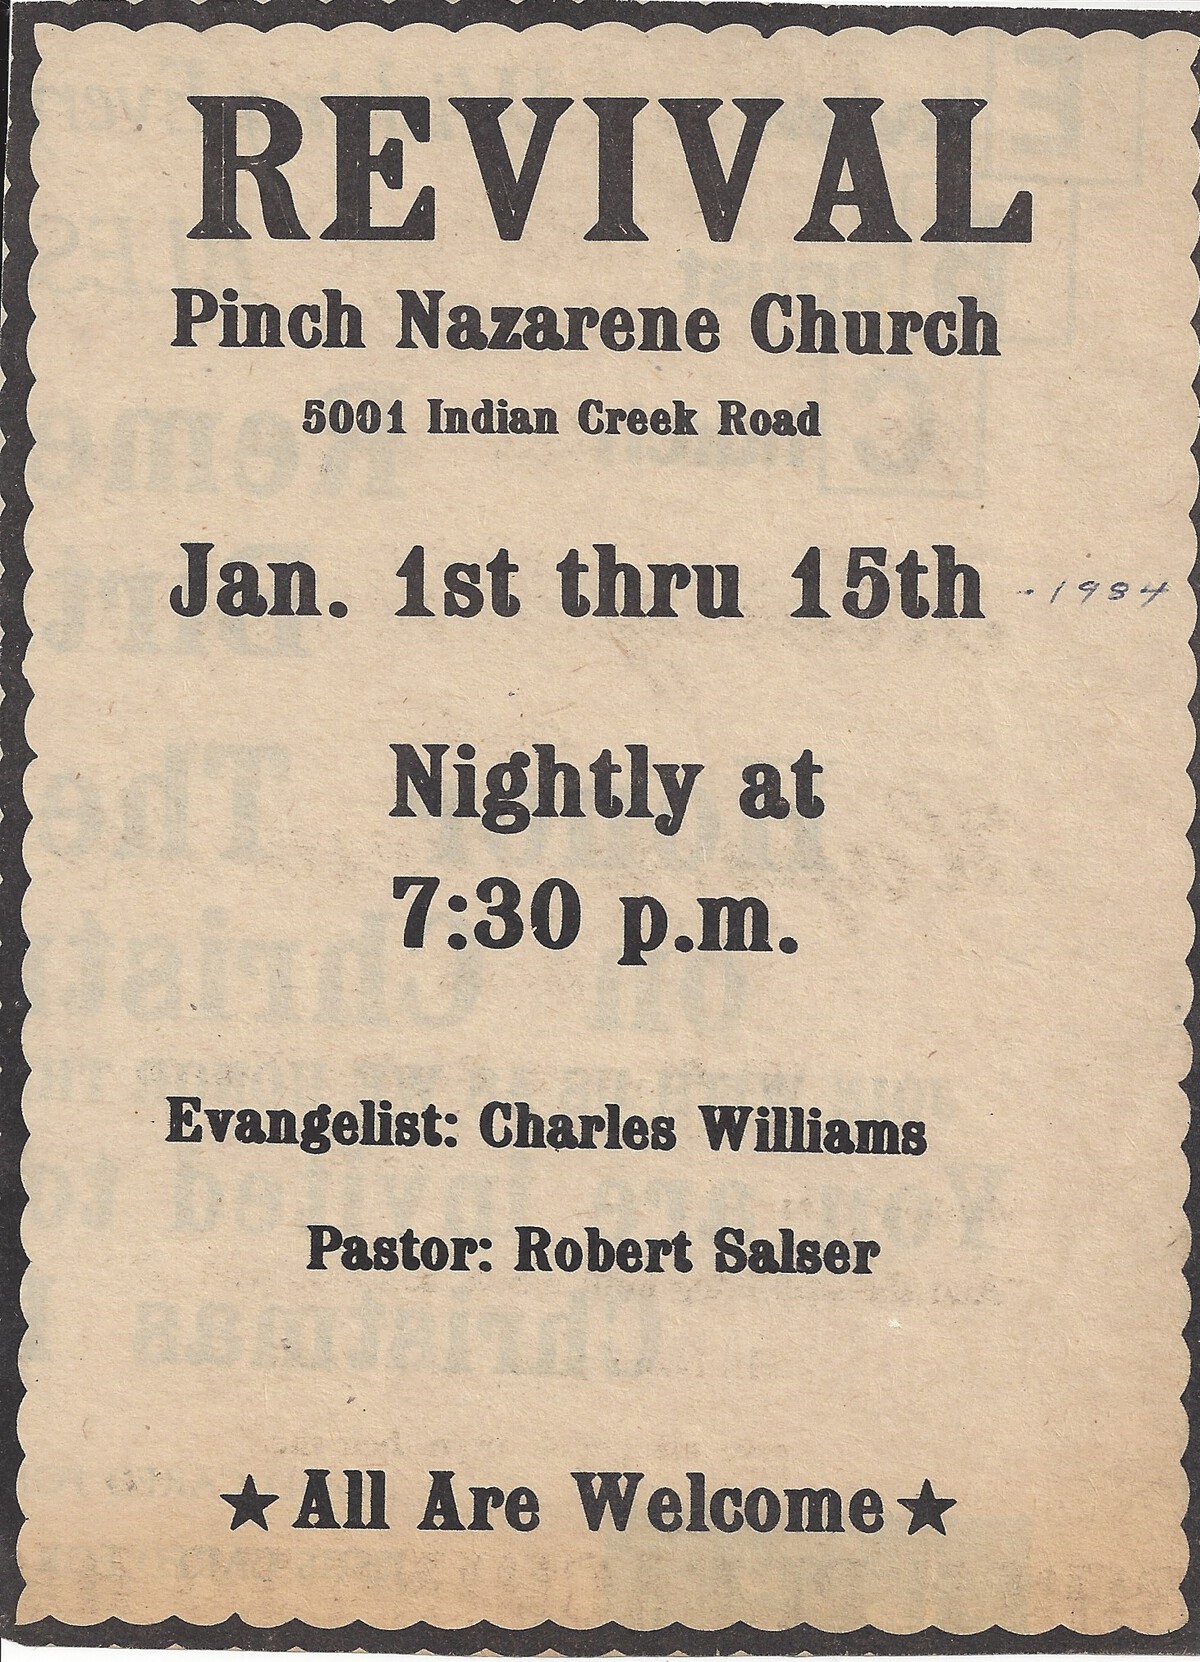 REVIVAL
Pinch Nazarene Church
5001 Indian Creek Road
Jan. 1st thru 15th - 1984
Nightly at
7:30 p.m.
Evangelist: Charles Williams
Pastor: Robert Salser
★ All Are Welcome ★